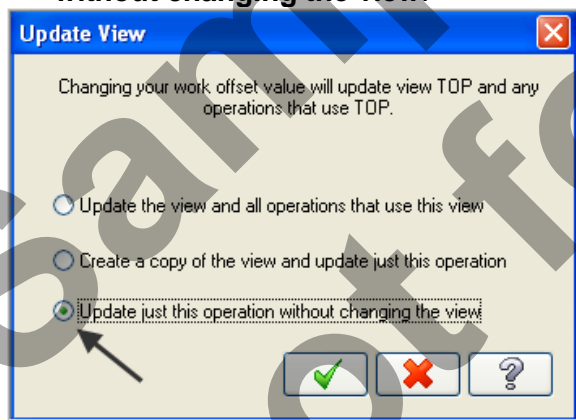 without changing the view.
Update View
Changing your work offset value will update view TOP and any
operations that use TOP.
Update the view and all operations that use this view
Create a copy of the view and update just this operation
Update just this operation without changing the view